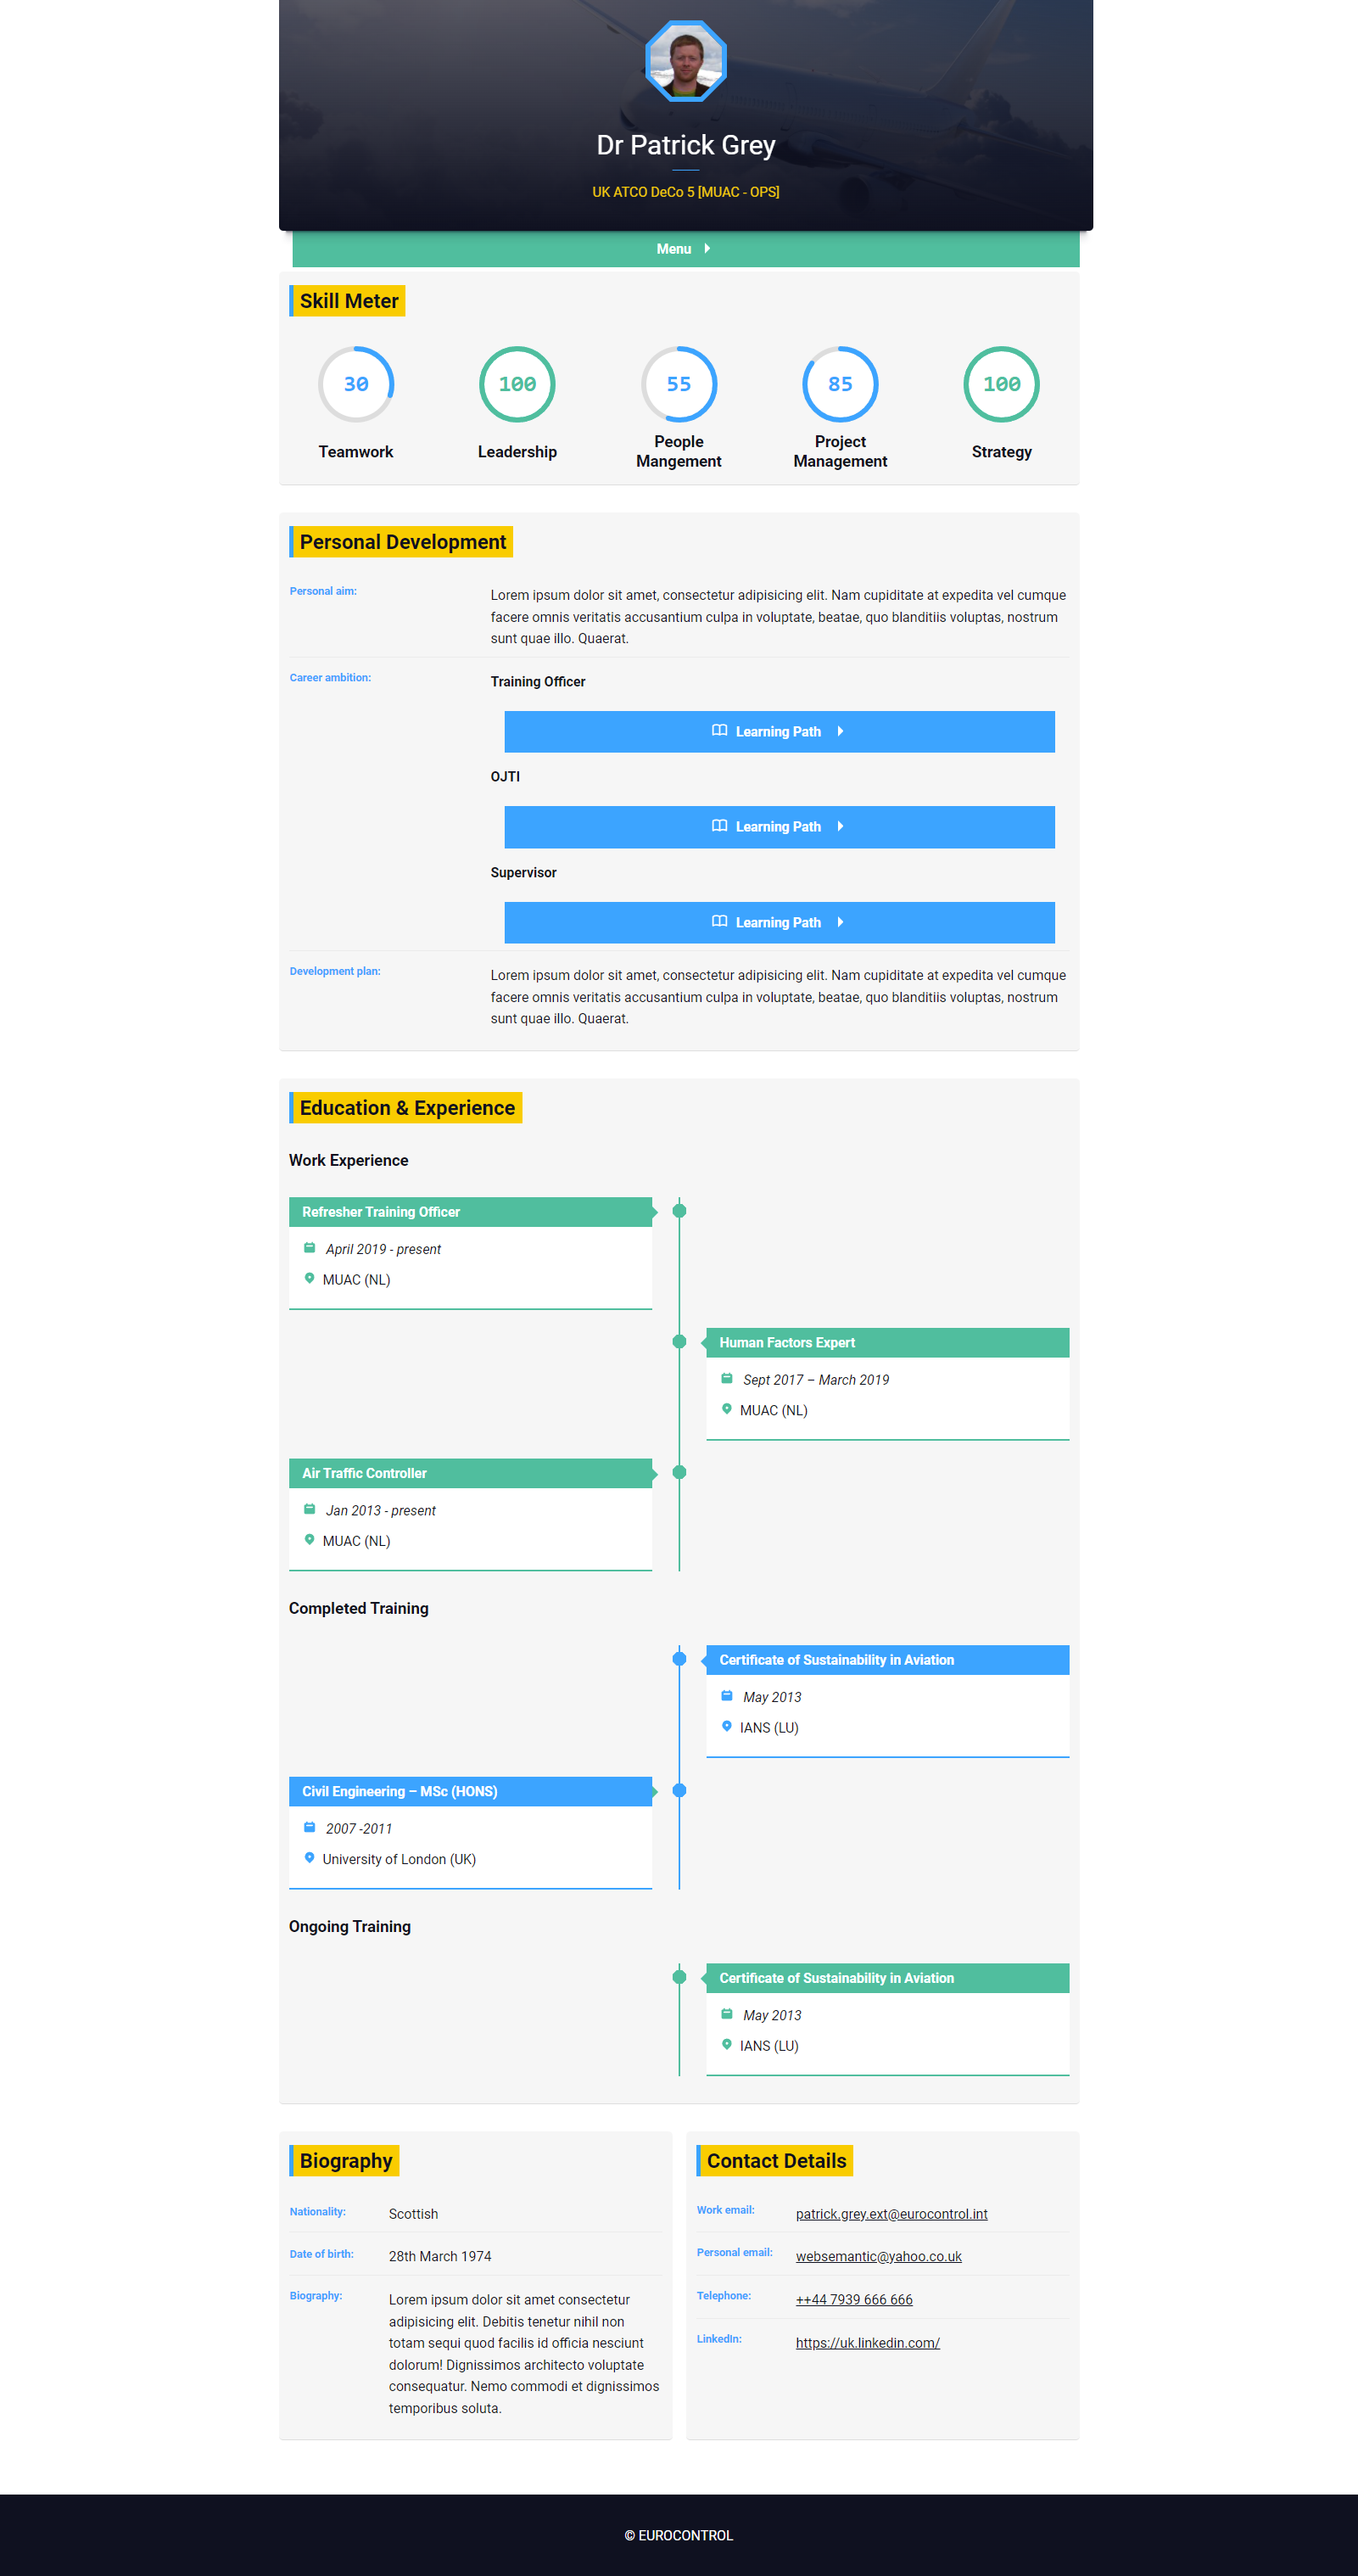 Dr Patrick Grey
UK ATCO DeCo 5 [MUAC - OPS]
Menu
Skill Meter
30
100
55
85
100
Teamwork
Leadership
People
Mangement
Project
Management
Strategy
Personal Development
Personal aim:
Lorem ipsum dolor sit amet, consectetur adipisicing elit. Nam cupiditate at expedita vel cumque
facere omnis veritatis accusantium culpa in voluptate, beatae, quo blanditiis voluptas, nostrum
sunt quae illo. Quaerat.
Career ambition:
Training Officer
Learning Path
OJTI
Learning Path
Supervisor
Learning Path
Development plan:
Lorem ipsum dolor sit amet, consectetur adipisicing elit. Nam cupiditate at expedita vel cumque
facere omnis veritatis accusantium culpa in voluptate, beatae, quo blanditiis voluptas, nostrum
sunt quae illo. Quaerat.
Education & Experience
Work Experience
Refresher Training Officer
April 2019 - present
MUAC (NL)
Human Factors Expert
Sept 2017 – March 2019
MUAC (NL)
Air Traffic Controller
Jan 2013 - present
MUAC (NL)
Completed Training
Certificate of Sustainability in Aviation
May 2013
IANS (LU)
Civil Engineering – MSc (HONS)
2007 -2011
University of London (UK)
Ongoing Training
Certificate of Sustainability in Aviation
May 2013
IANS (LU)
Biography
Nationality:
Scottish
Date of birth:
28th March 1974
Biography:
Lorem ipsum dolor sit amet consectetur
adipisicing elit. Debitis tenetur nihil non
totam sequi quod facilis id officia nesciunt
dolorum! Dignissimos architecto voluptate
consequatur. Nemo commodi et dignissimos
temporibus soluta.
Contact Details
Work email:
patrick.grey.ext@eurocontrol.int
Personal email:
websemantic@yahoo.co.uk
Telephone:
++44 7939 666 666
LinkedIn:
https://uk.linkedin.com/
© EUROCONTROL